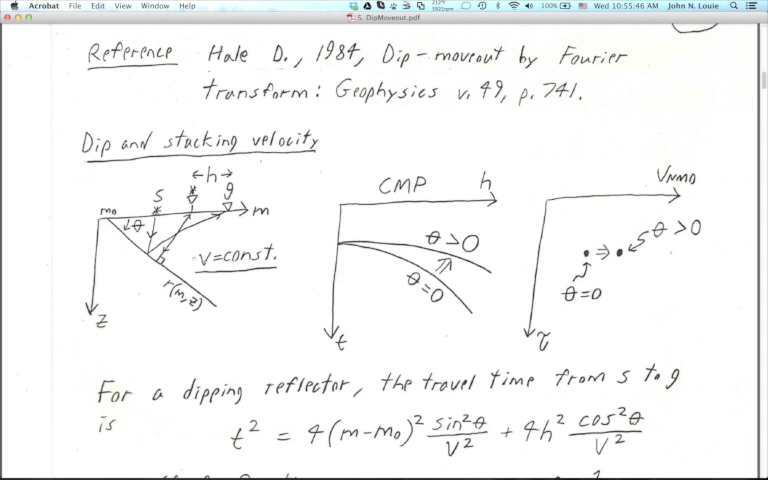 Acrobat File Edit View Window Help 100% Wed 10:55:46 AM John N. Louie
5. DipMoveout.pdf
Reference Hale D., 1984, Dip-moveout by Fourier
transform: Geophysics v. 49, p. 741.
Dip and stacking velocity
←h→
s g
m₀ m
θ
V=const.
r(m,z)
z
CMP h
θ>0
θ=0
t
V_NMO
θ>0
θ=0
τ
For a dipping reflector, the travel time from s to g
is
t² = 4(m-m₀)² sin²θ/V² + 4h² cos²θ/V²